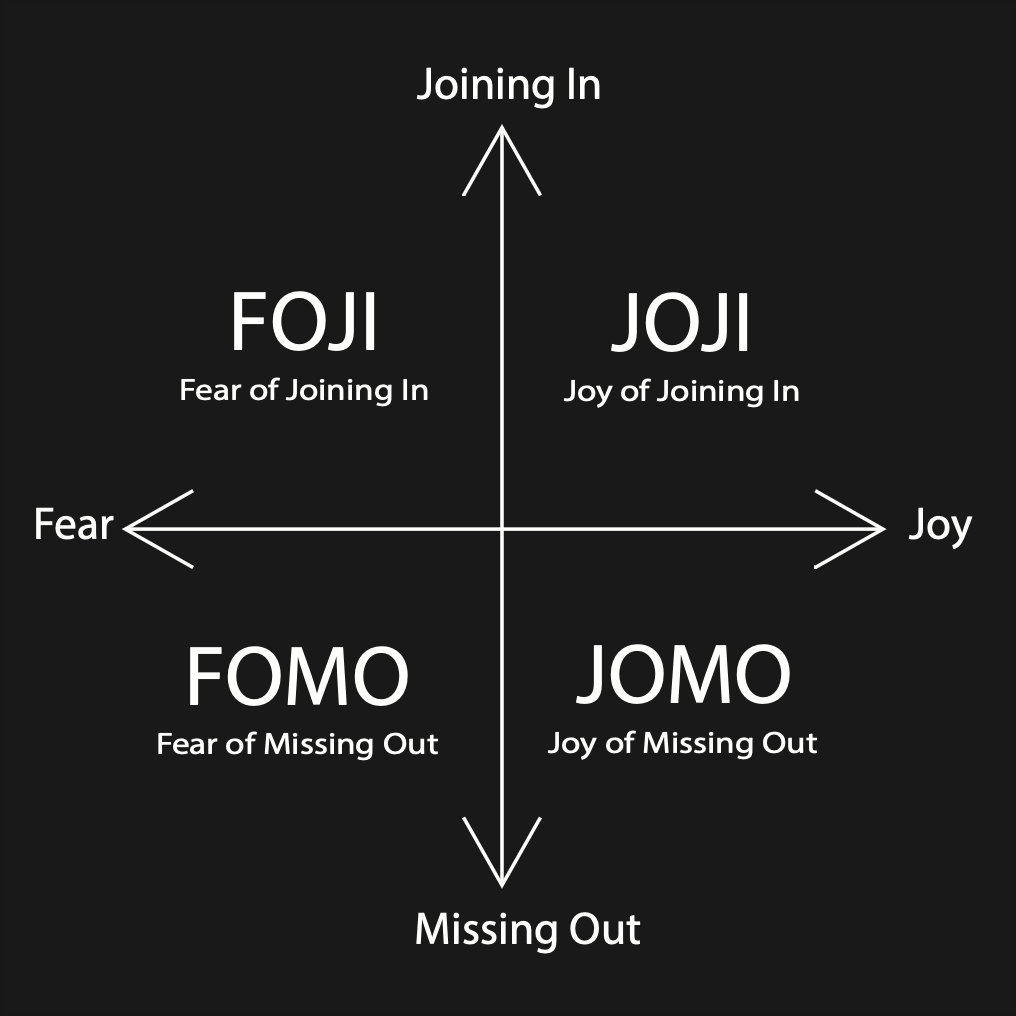 Joining In
FOJI
Fear of Joining In
JOJI
Joy of Joining In
Fear
Joy
FOMO
Fear of Missing Out
JOMO
Joy of Missing Out
Missing Out